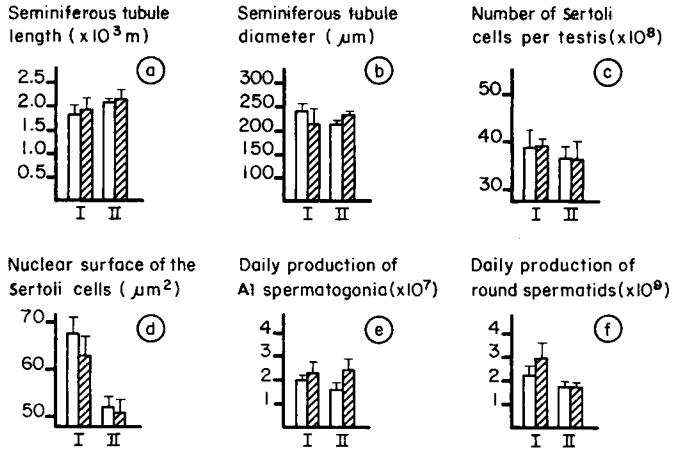 Seminiferous tubule
length (x10³m)
a
2.5
2.0
1.5
1.0
0.5
I II
Seminiferous tubule
diameter (µm)
b
300
250
200
150
100
I II
Number of Sertoli
cells per testis (x10⁸)
c
50
40
30
I II
Nuclear surface of the
Sertoli cells (µm²)
d
70
60
50
I II
Daily production of
A1 spermatogonia (x10⁷)
e
4
3
2
1
I II
Daily production of
round spermatids (x10⁹)
f
4
3
2
1
I II